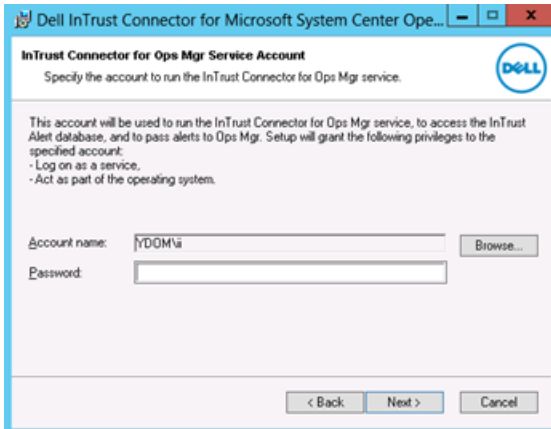 Dell InTrust Connector for Microsoft System Center Ope...
InTrust Connector for Ops Mgr Service Account
Specify the account to run the InTrust Connector for Ops Mgr service.
DELL
This account will be used to run the InTrust Connector for Ops Mgr service, to access the InTrust
Alert database, and to pass alerts to Ops Mgr. Setup will grant the following privileges to the
specified account:
- Log on as a service,
- Act as part of the operating system.
Account name: YDOM\ii Browse...
Password:
< Back Next > Cancel